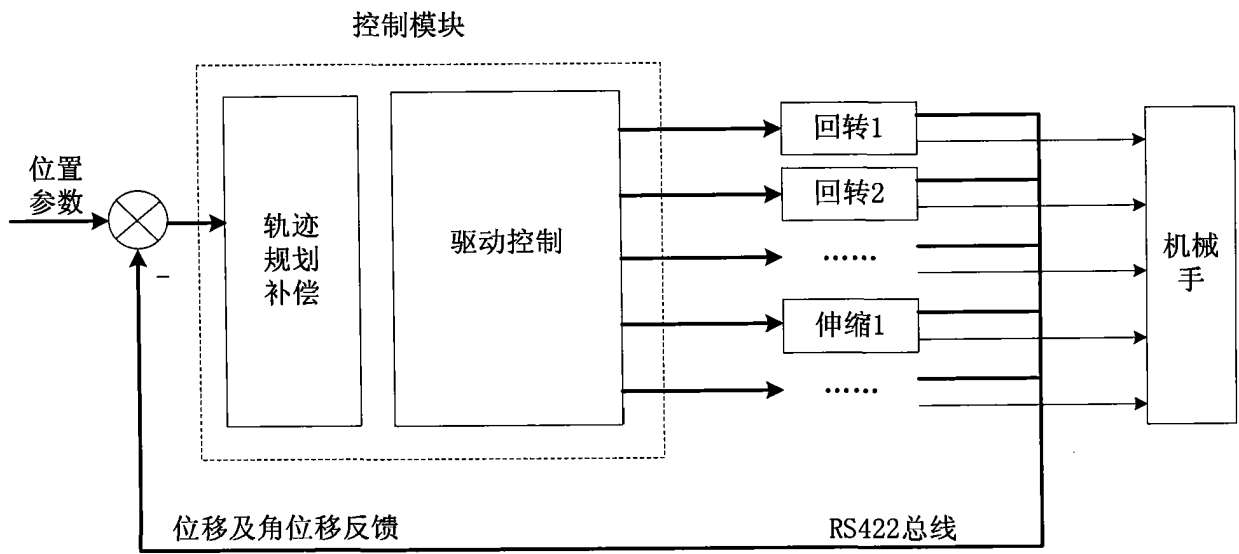 控制模块
位置
参数
轨迹
规划
补偿
驱动控制
回转1
回转2
……
伸缩1
……
机械
手
－
位移及角位移反馈
RS422总线